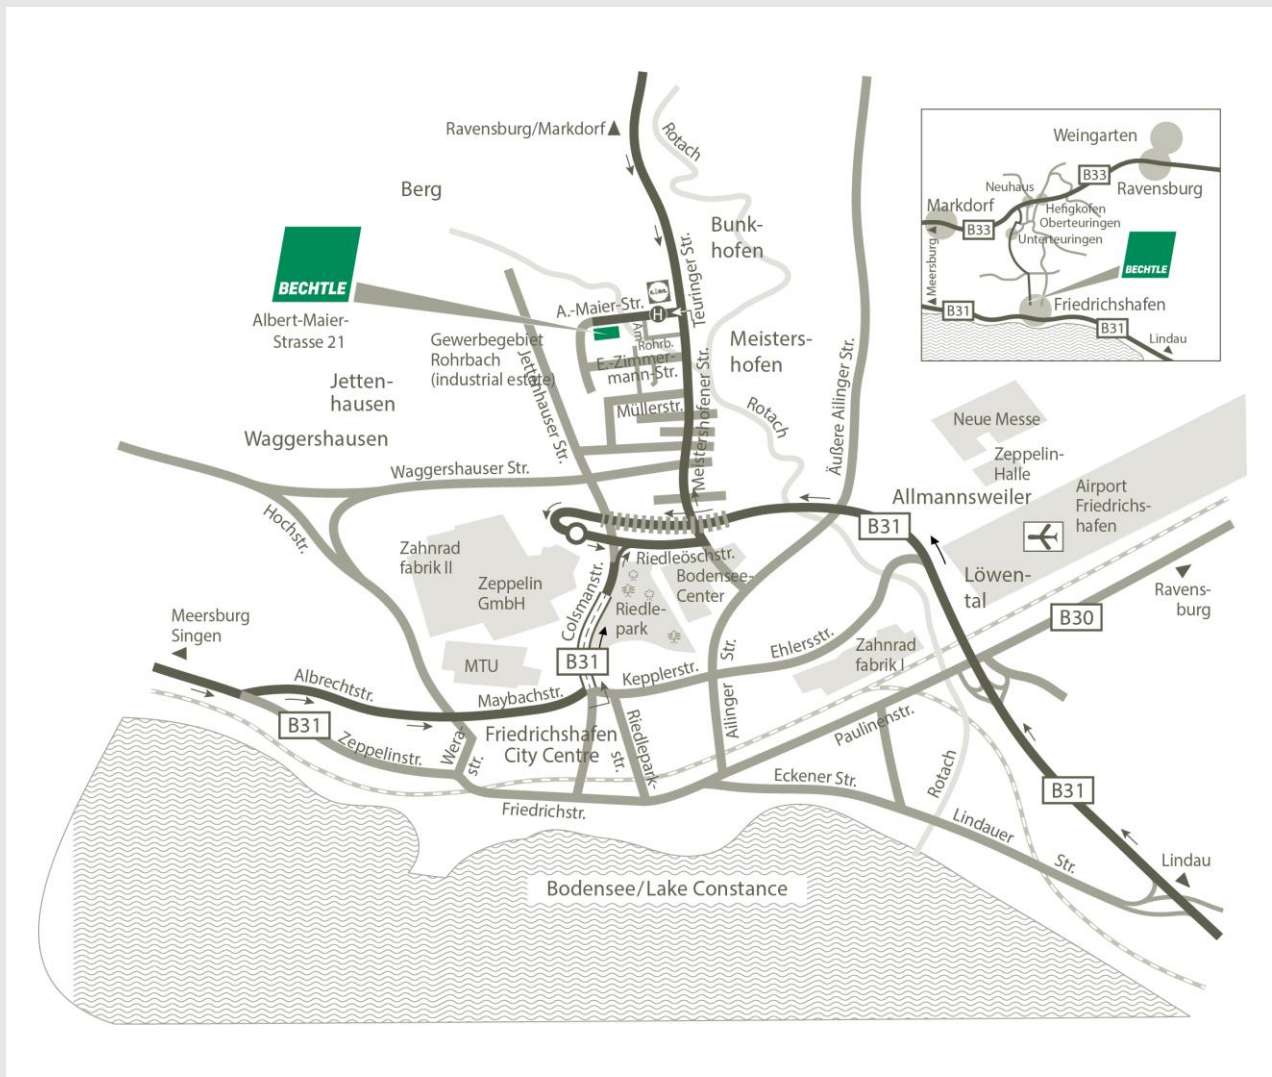 Ravensburg/Markdorf
Rotach
Berg
Bunk-
hofen
Teuringer Str.
BECHTLE
Albert-Maier-
Strasse 21
A.-Maier-Str.
H
Am
Rohrb.
E.-Zimmer-
mann-Str.
Gewerbegebiet
Rohrbach
(industrial estate)
Jettenhauser Str.
Meisters-
hofen
Jetten-
hausen
Müllerstr.
Meistershofener Str.
Rotach
Äußere Ailinger Str.
Waggershausen
Waggershauser Str.
Hochstr.
Weingarten
B33
Ravensburg
Neuhaus
Markdorf
Hefigkofen
Oberteuringen
B33
Unterteuringen
Meersburg
BECHTLE
Friedrichshafen
B31
B31
Lindau
Neue Messe
Zeppelin-
Halle
Allmannsweiler
Airport
Friedrichs-
hafen
B31
Zahnrad
fabrik II
Zeppelin
GmbH
Riedleöschstr.
Bodensee-
Center
Colsmanstr.
Riedle-
park
Löwen-
tal
Ravens-
burg
B30
Meersburg
Singen
MTU
B31
Kepplerstr.
Ehlersstr.
Zahnrad
fabrik I
Albrechtstr.
Maybachstr.
B31
Zeppelinstr.
Wera-
str.
Friedrichshafen
City Centre
Riedlepark-
str.
Ailinger
Str.
Paulinenstr.
Eckener Str.
Rotach
B31
Friedrichstr.
Lindauer
Str.
Lindau
Bodensee/Lake Constance